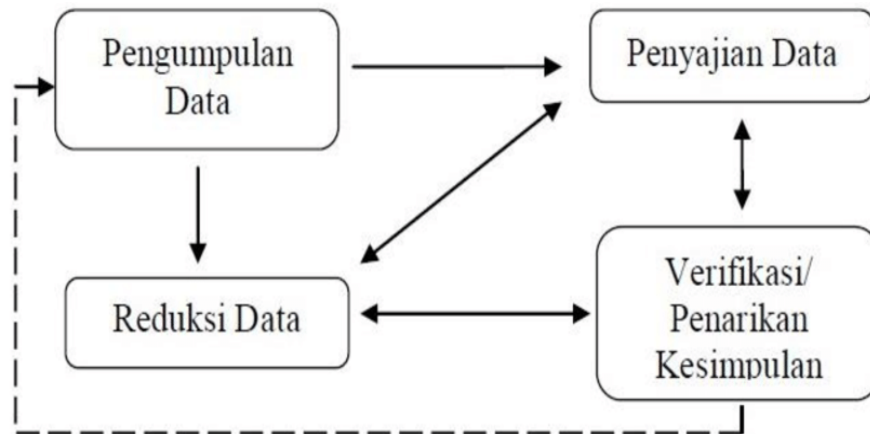 Pengumpulan
Data
Penyajian Data
Reduksi Data
Verifikasi/
Penarikan
Kesimpulan